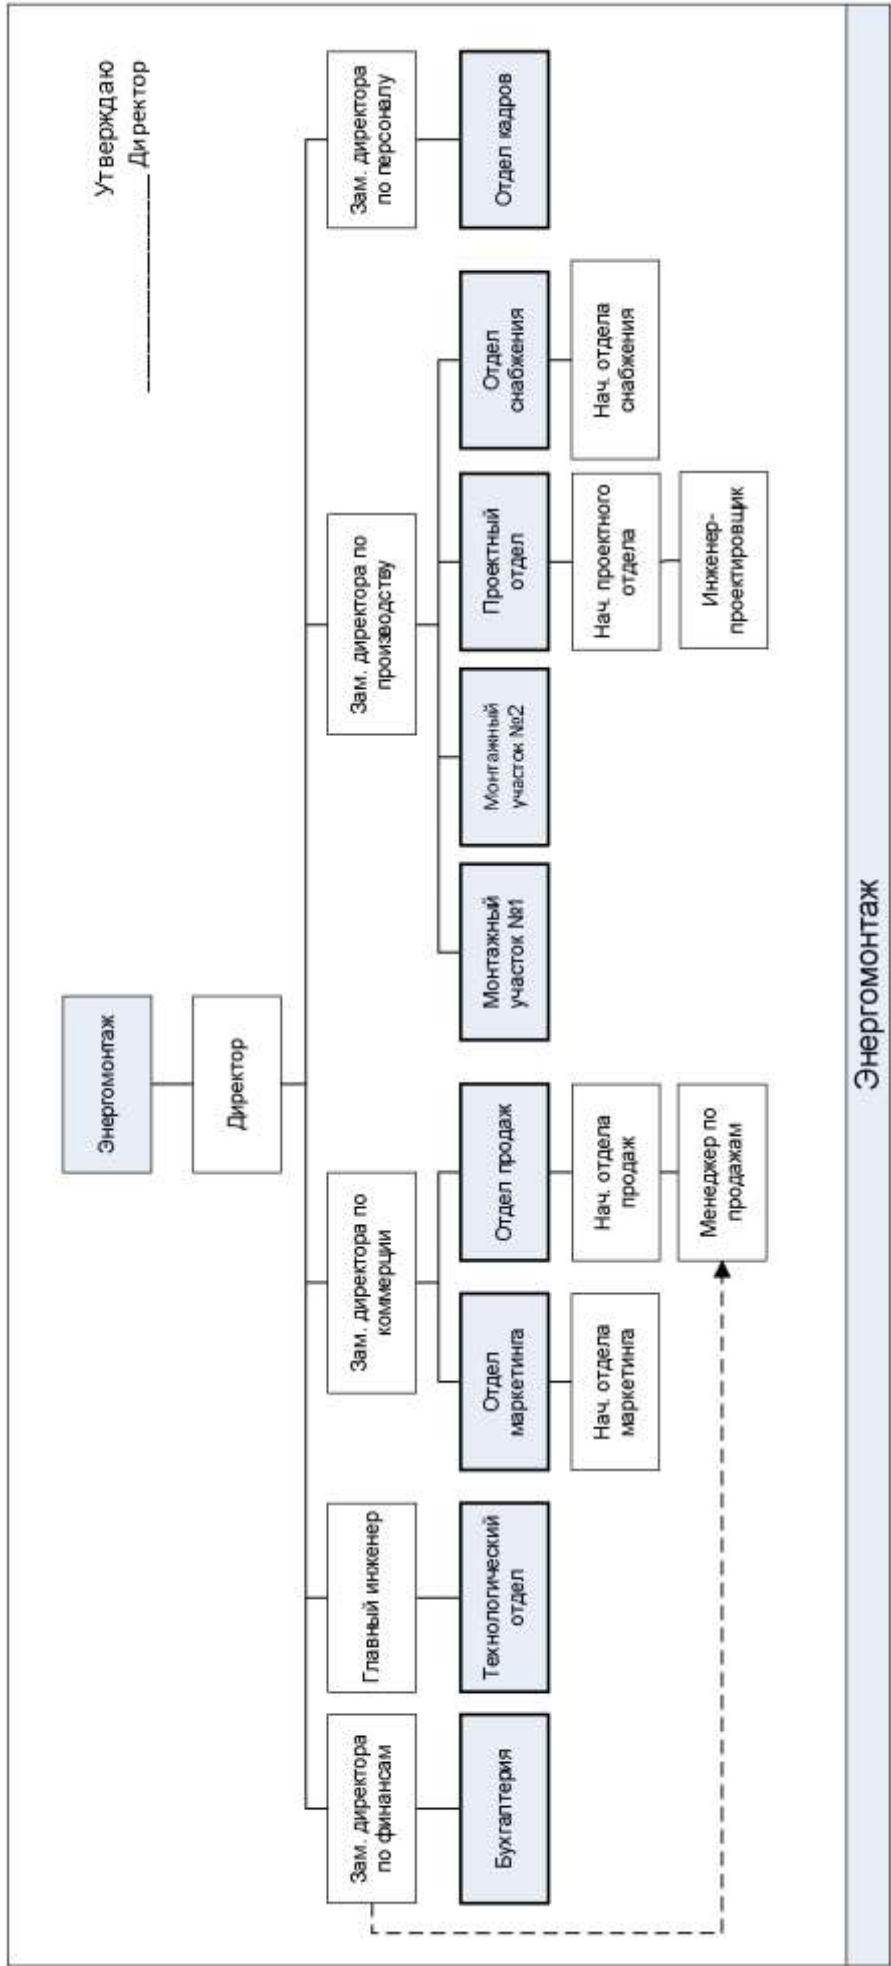 Утверждаю
Директор
Энергомонтаж
Директор
Зам. директора
по финансам
Главный инженер
Зам. директора по
коммерции
Зам. директора по
производству
Зам. директора
по персоналу
Бухгалтерия
Технологический
отдел
Отдел
маркетинга
Отдел продаж
Монтажный
участок №1
Монтажный
участок №2
Проектный
отдел
Отдел
снабжения
Отдел кадров
Нач. отдела
маркетинга
Нач. отдела
продаж
Нач. проектного
отдела
Нач. отдела
снабжения
Менеджер по
продажам
Инженер-
проектировщик
Энергомонтаж